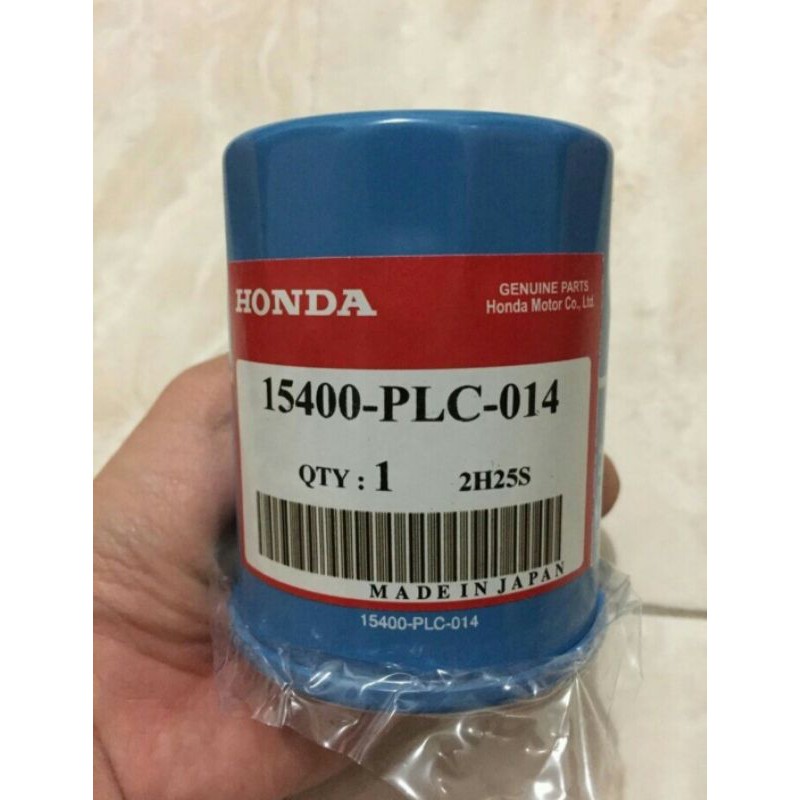 HONDA
GENUINE PARTS
Honda Motor Co., Ltd.
15400-PLC-014
QTY : 1 2H25S
MADE IN JAPAN
15400-PLC-014